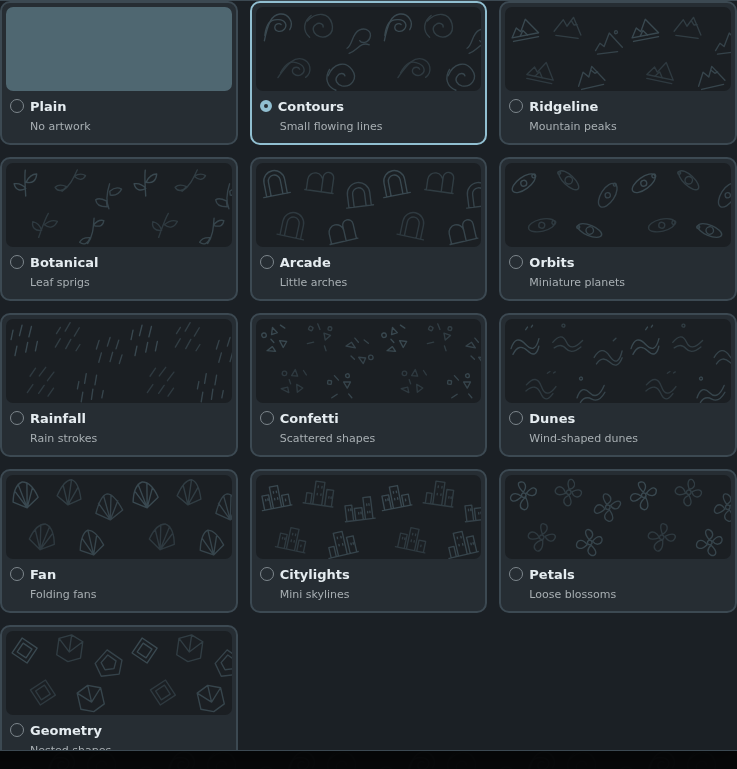 Plain
No artwork
Contours
Small flowing lines
Ridgeline
Mountain peaks
Botanical
Leaf sprigs
Arcade
Little arches
Orbits
Miniature planets
Rainfall
Rain strokes
Confetti
Scattered shapes
Dunes
Wind-shaped dunes
Fan
Folding fans
Citylights
Mini skylines
Petals
Loose blossoms
Geometry
Nested shapes